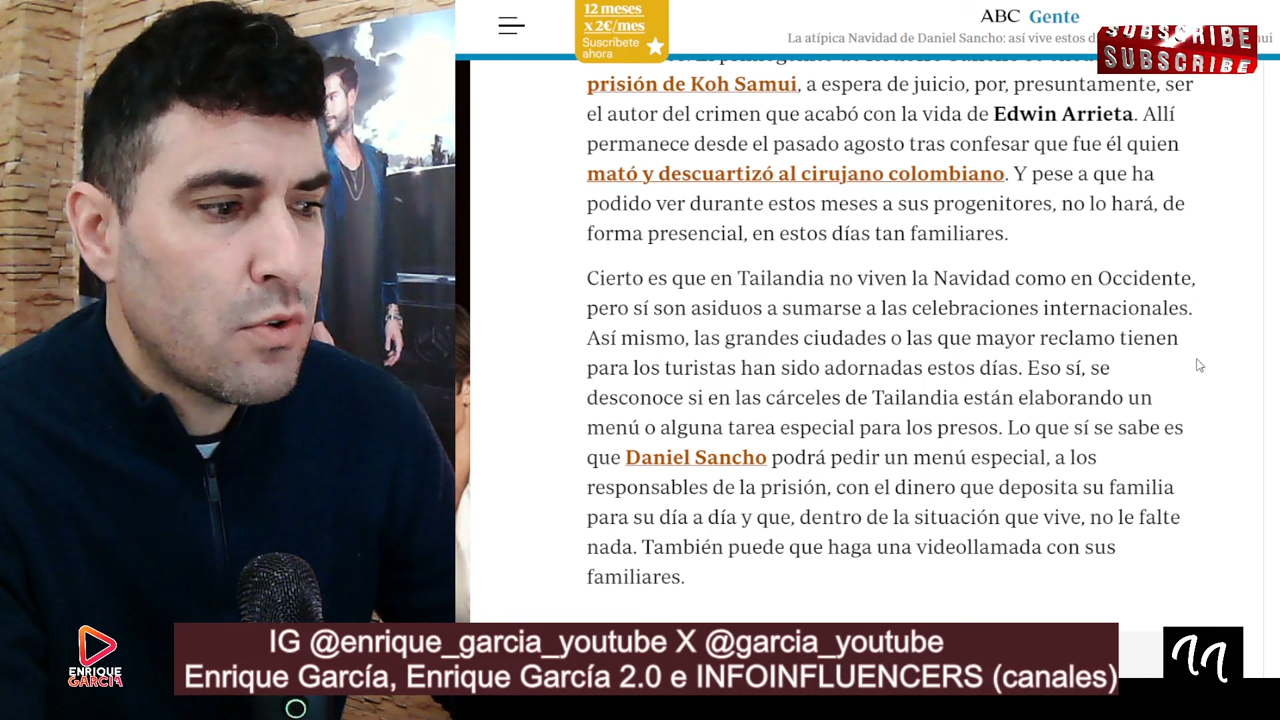 12 meses
x 2€/mes
Suscríbete
ahora
ABC Gente
La atípica Navidad de Daniel Sancho: así vive estos
SUBSCRIBE
SUBSCRIBE
prisión de Koh Samui, a espera de juicio, por, presuntamente, ser
el autor del crimen que acabó con la vida de Edwin Arrieta. Allí
permanece desde el pasado agosto tras confesar que fue él quien
mató y descuartizó al cirujano colombiano. Y pese a que ha
podido ver durante estos meses a sus progenitores, no lo hará, de
forma presencial, en estos días tan familiares.
Cierto es que en Tailandia no viven la Navidad como en Occidente,
pero sí son asiduos a sumarse a las celebraciones internacionales.
Así mismo, las grandes ciudades o las que mayor reclamo tienen
para los turistas han sido adornadas estos días. Eso sí, se
desconoce si en las cárceles de Tailandia están elaborando un
menú o alguna tarea especial para los presos. Lo que sí se sabe es
que Daniel Sancho podrá pedir un menú especial, a los
responsables de la prisión, con el dinero que deposita su familia
para su día a día y que, dentro de la situación que vive, no le falte
nada. También puede que haga una videollamada con sus
familiares.
ENRIQUE
GARCÍA
IG @enrique_garcia_youtube X @garcia_youtube
Enrique García, Enrique García 2.0 e INFOINFLUENCERS (canales)